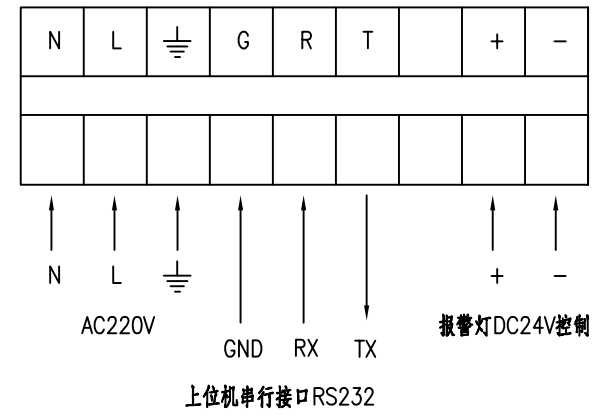 N L G R T + −
N L + −
AC220V
报警灯DC24V控制
GND RX TX
上位机串行接口RS232